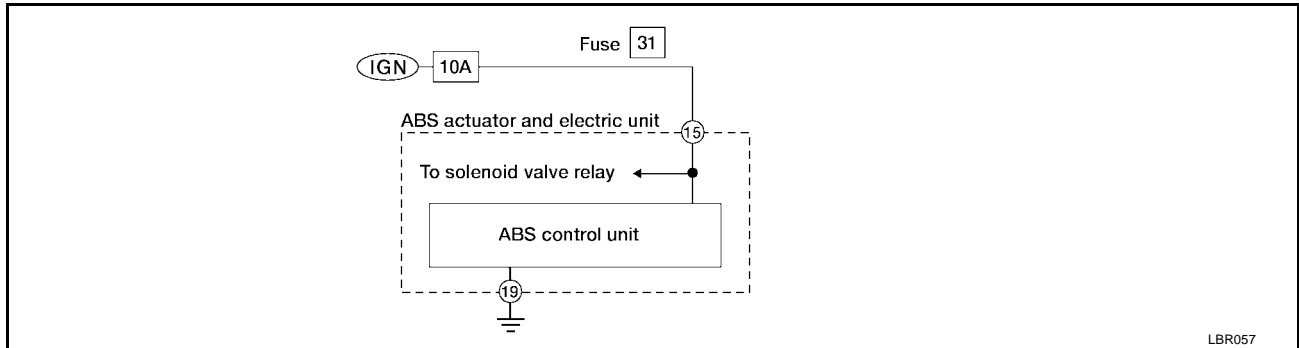 Fuse 31
IGN 10A
ABS actuator and electric unit
15
To solenoid valve relay
ABS control unit
19
LBR057